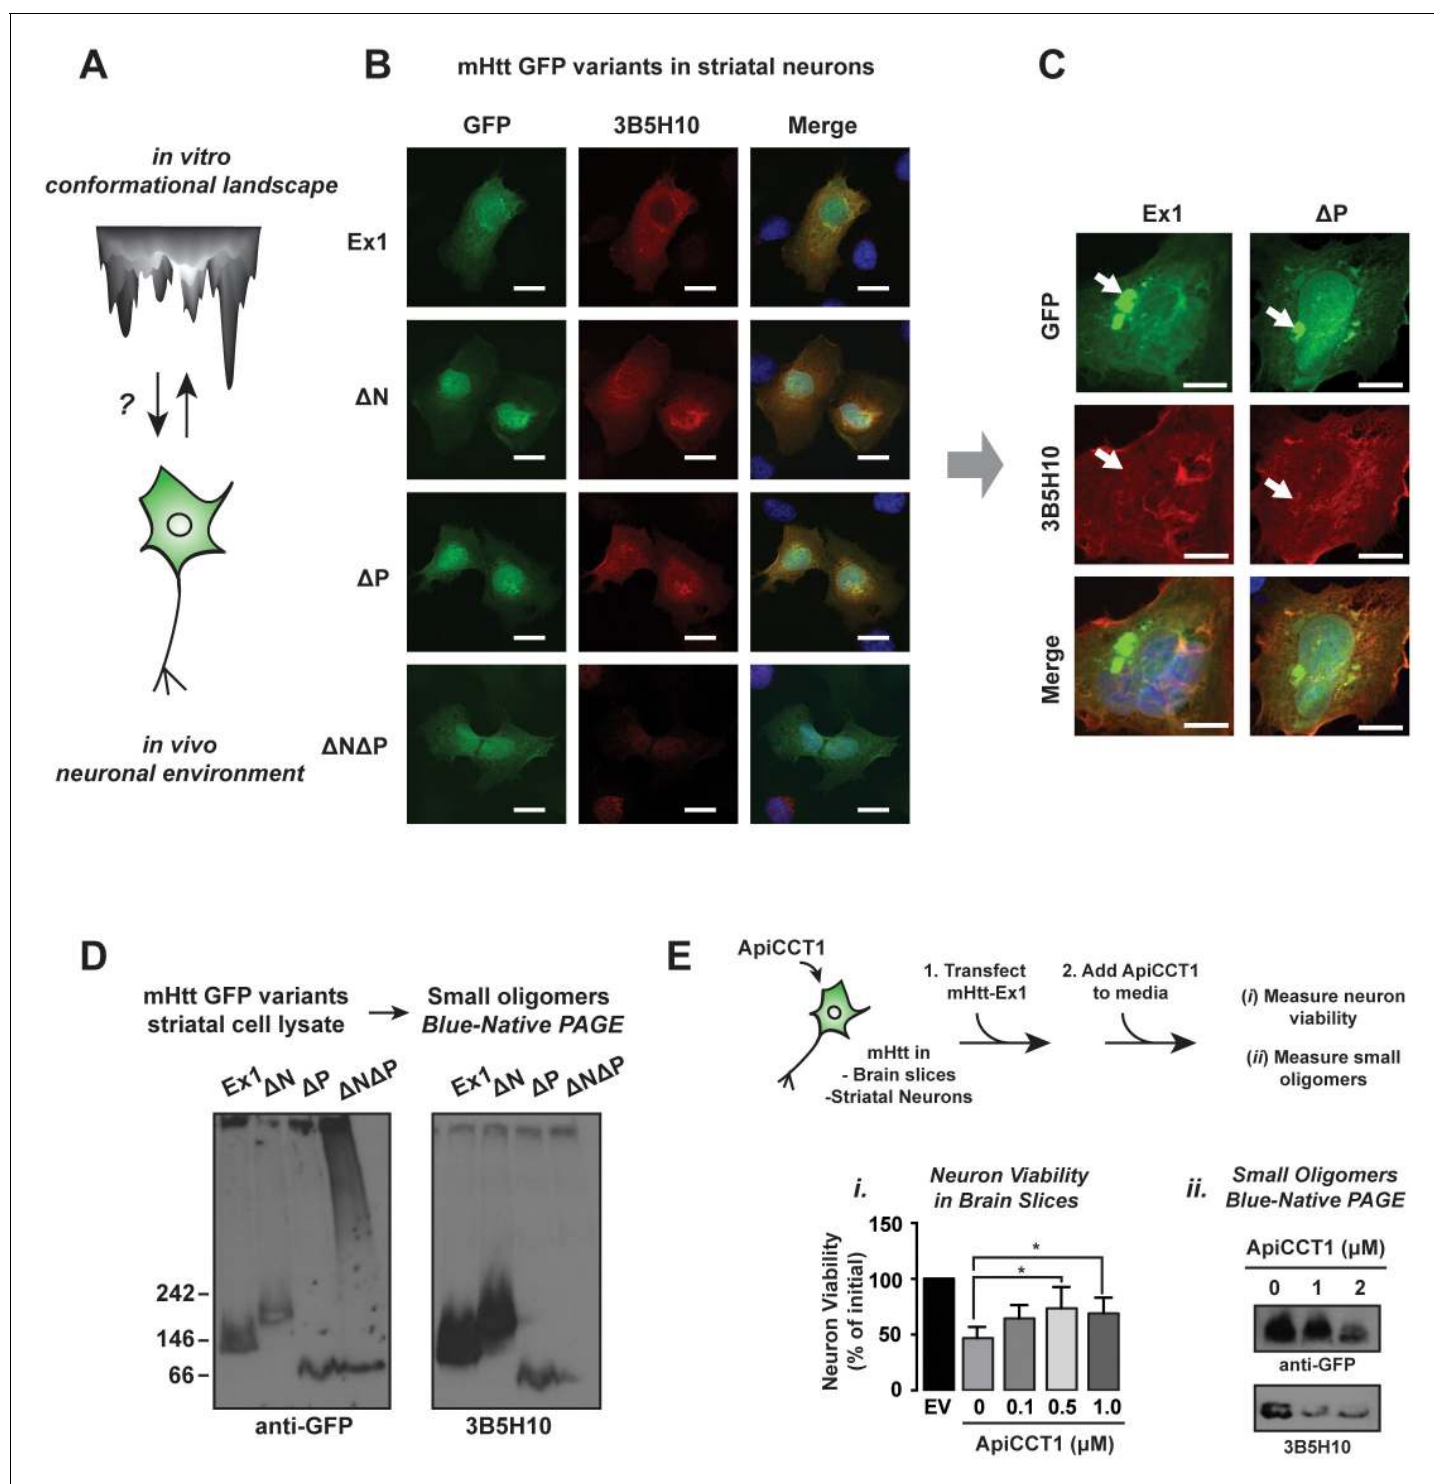 A
in vitro
conformational landscape
?
in vivo
neuronal environment
B
mHtt GFP variants in striatal neurons
GFP 3B5H10 Merge
Ex1
ΔN
ΔP
ΔNΔP
C
Ex1 ΔP
GFP
3B5H10
Merge
D
mHtt GFP variants
striatal cell lysate
Small oligomers
Blue-Native PAGE
Ex1 ΔN ΔP ΔNΔP
Ex1 ΔN ΔP ΔNΔP
242
146
66
anti-GFP
3B5H10
E
ApiCCT1
mHtt in
- Brain slices
-Striatal Neurons
1. Transfect
mHtt-Ex1
2. Add ApiCCT1
to media
(i) Measure neuron
viability
(ii) Measure small
oligomers
i.
Neuron Viability
in Brain Slices
Neuron Viability
(% of initial)
150
100
50
0
*
*
EV 0 0.1 0.5 1.0
ApiCCT1 (µM)
ii.
Small Oligomers
Blue-Native PAGE
ApiCCT1 (µM)
0 1 2
anti-GFP
3B5H10